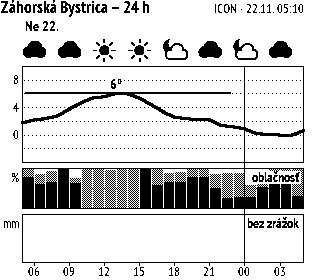 Záhorská Bystrica – 24 h ICON · 22.11. 05:10
Ne 22.
6°
8
4
0
% oblačnosť
mm bez zrážok
06 09 12 15 18 21 00 03